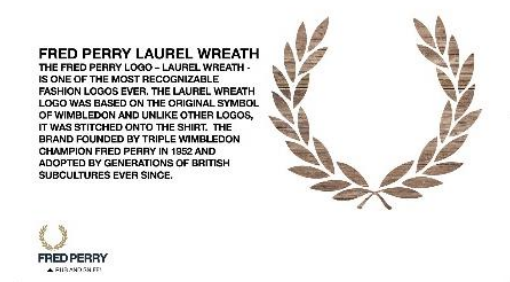 FRED PERRY LAUREL WREATH
THE FRED PERRY LOGO – LAUREL WREATH -
IS ONE OF THE MOST RECOGNIZABLE
FASHION LOGOS EVER. THE LAUREL WREATH
LOGO WAS BASED ON THE ORIGINAL SYMBOL
OF WIMBLEDON AND UNLIKE OTHER LOGOS,
IT WAS STITCHED ONTO THE SHIRT. THE
BRAND FOUNDED BY TRIPLE WIMBLEDON
CHAMPION FRED PERRY IN 1952 AND
ADOPTED BY GENERATIONS OF BRITISH
SUBCULTURES EVER SINCE.
FRED PERRY
RUB AND SNIFF!